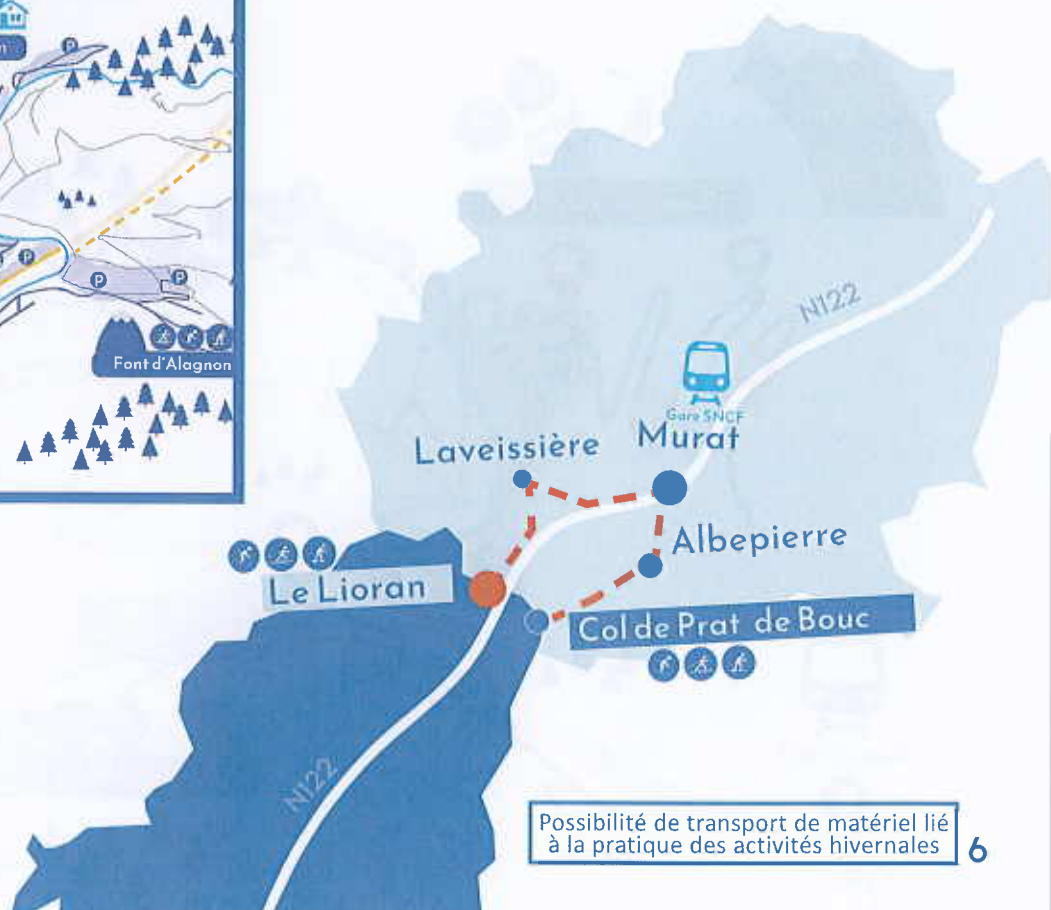 P
P
P
P
Font d'Alagnon
N122
Gare SNCF
Murat
Laveissière
Albepierre
Le Lioran
Col de Prat de Bouc
N122
Possibilité de transport de matériel lié
à la pratique des activités hivernales
6